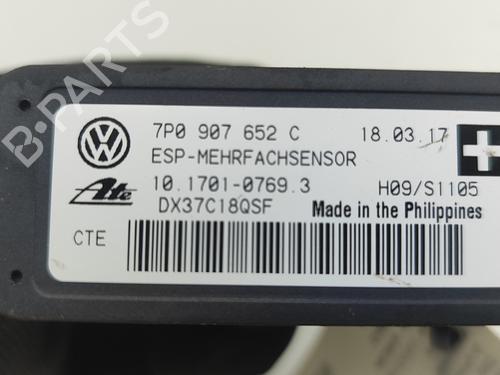 7P0 907 652 C 18.03.17
ESP-MEHRFACHSENSOR
Ate 10.1701-0769.3 H09/S1105
DX37C18QSF Made in the Philippines
CTE
B-PARTS